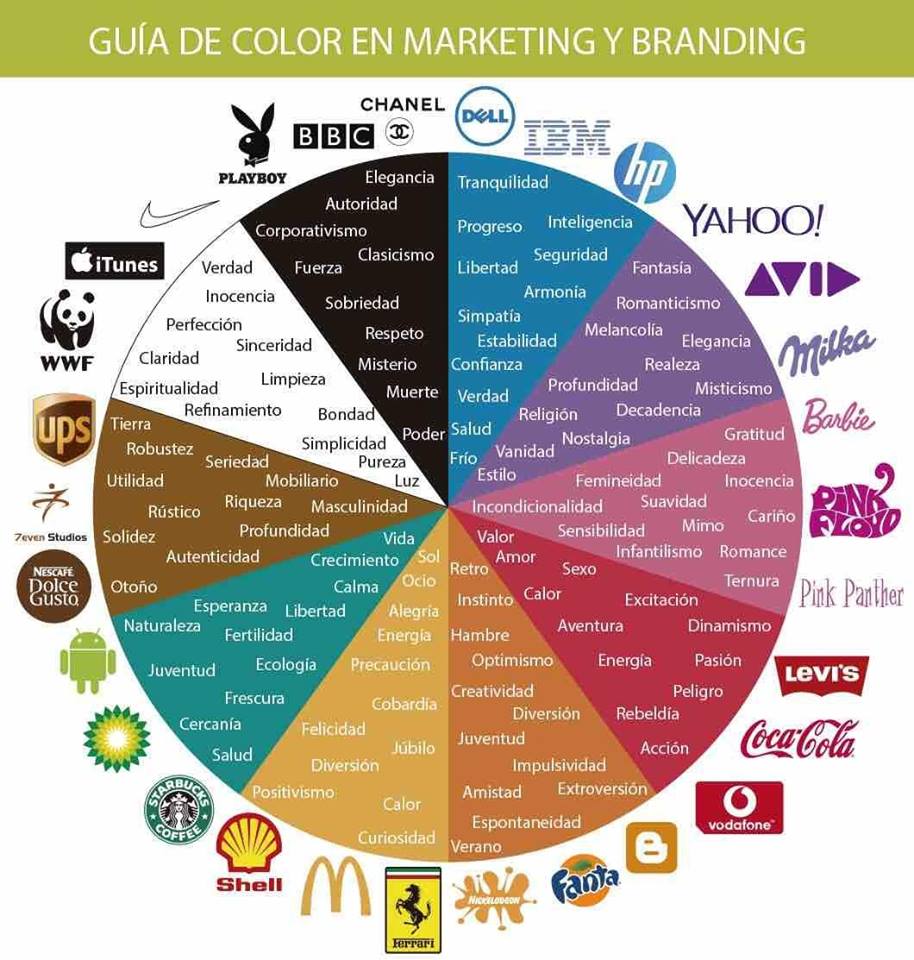 GUÍA DE COLOR EN MARKETING Y BRANDING
CHANEL
BBC
PLAYBOY
DELL
IBM
hp
YAHOO!
AVID
Milka
Barbie
PINK FLOYD
Pink Panther
LEVI'S
Coca-Cola
vodafone
Fanta
NICKELODEON
Ferrari
Shell
STARBUCKS
COFFEE
NESCAFÉ
DOLCE
GUSTO
7even Studios
ups
WWF
iTunes
Elegancia
Autoridad
Corporativismo
Clasicismo
Fuerza
Sobriedad
Respeto
Misterio
Muerte
Poder
Tranquilidad
Progreso
Inteligencia
Seguridad
Libertad
Armonía
Simpatía
Estabilidad
Confianza
Verdad
Salud
Frío
Fantasía
Romanticismo
Melancolía
Elegancia
Realeza
Profundidad
Misticismo
Religión
Decadencia
Nostalgia
Vanidad
Estilo
Gratitud
Delicadeza
Femineidad
Inocencia
Incondicionalidad
Suavidad
Cariño
Sensibilidad
Mimo
Infantilismo
Romance
Ternura
Valor
Amor
Sexo
Calor
Excitación
Aventura
Dinamismo
Energía
Pasión
Peligro
Rebeldía
Acción
Retro
Instinto
Hambre
Optimismo
Creatividad
Diversión
Juventud
Impulsividad
Amistad
Extroversión
Espontaneidad
Verano
Sol
Ocio
Alegría
Energía
Precaución
Cobardía
Felicidad
Júbilo
Diversión
Positivismo
Calor
Curiosidad
Vida
Crecimiento
Calma
Esperanza
Libertad
Naturaleza
Fertilidad
Juventud
Ecología
Frescura
Cercanía
Salud
Tierra
Robustez
Seriedad
Utilidad
Mobiliario
Riqueza
Masculinidad
Rústico
Solidez
Profundidad
Autenticidad
Otoño
Verdad
Inocencia
Perfección
Sinceridad
Claridad
Limpieza
Espiritualidad
Refinamiento
Bondad
Simplicidad
Pureza
Luz